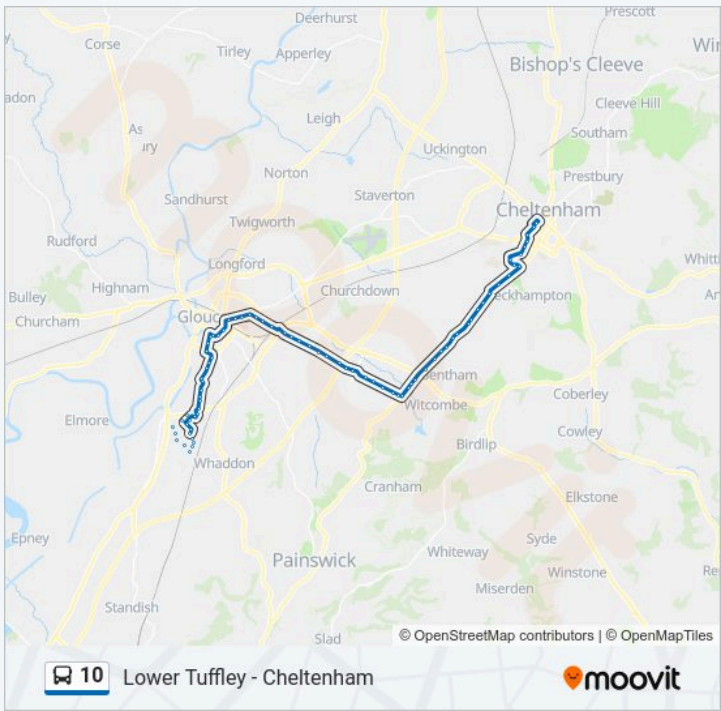 Deerhurst
Prescott
Corse
Tirley
Apperley
Bishop's Cleeve
Cleeve Hill
Leigh
Southam
Uckington
Norton
Prestbury
Staverton
Sandhurst
Cheltenham
Twigworth
Rudford
Longford
Highnam
Churchdown
Bulley
eckhampton
Churcham
Glouc
Bentham
Witcombe
Coberley
Elmore
Cowley
Birdlip
Whaddon
Cranham
Elkstone
Epney
Syde
Whiteway
Painswick
Winstone
Miserden
Standish
Slad
© OpenStreetMap contributors | © OpenMapTiles
10 Lower Tuffley - Cheltenham
moovit